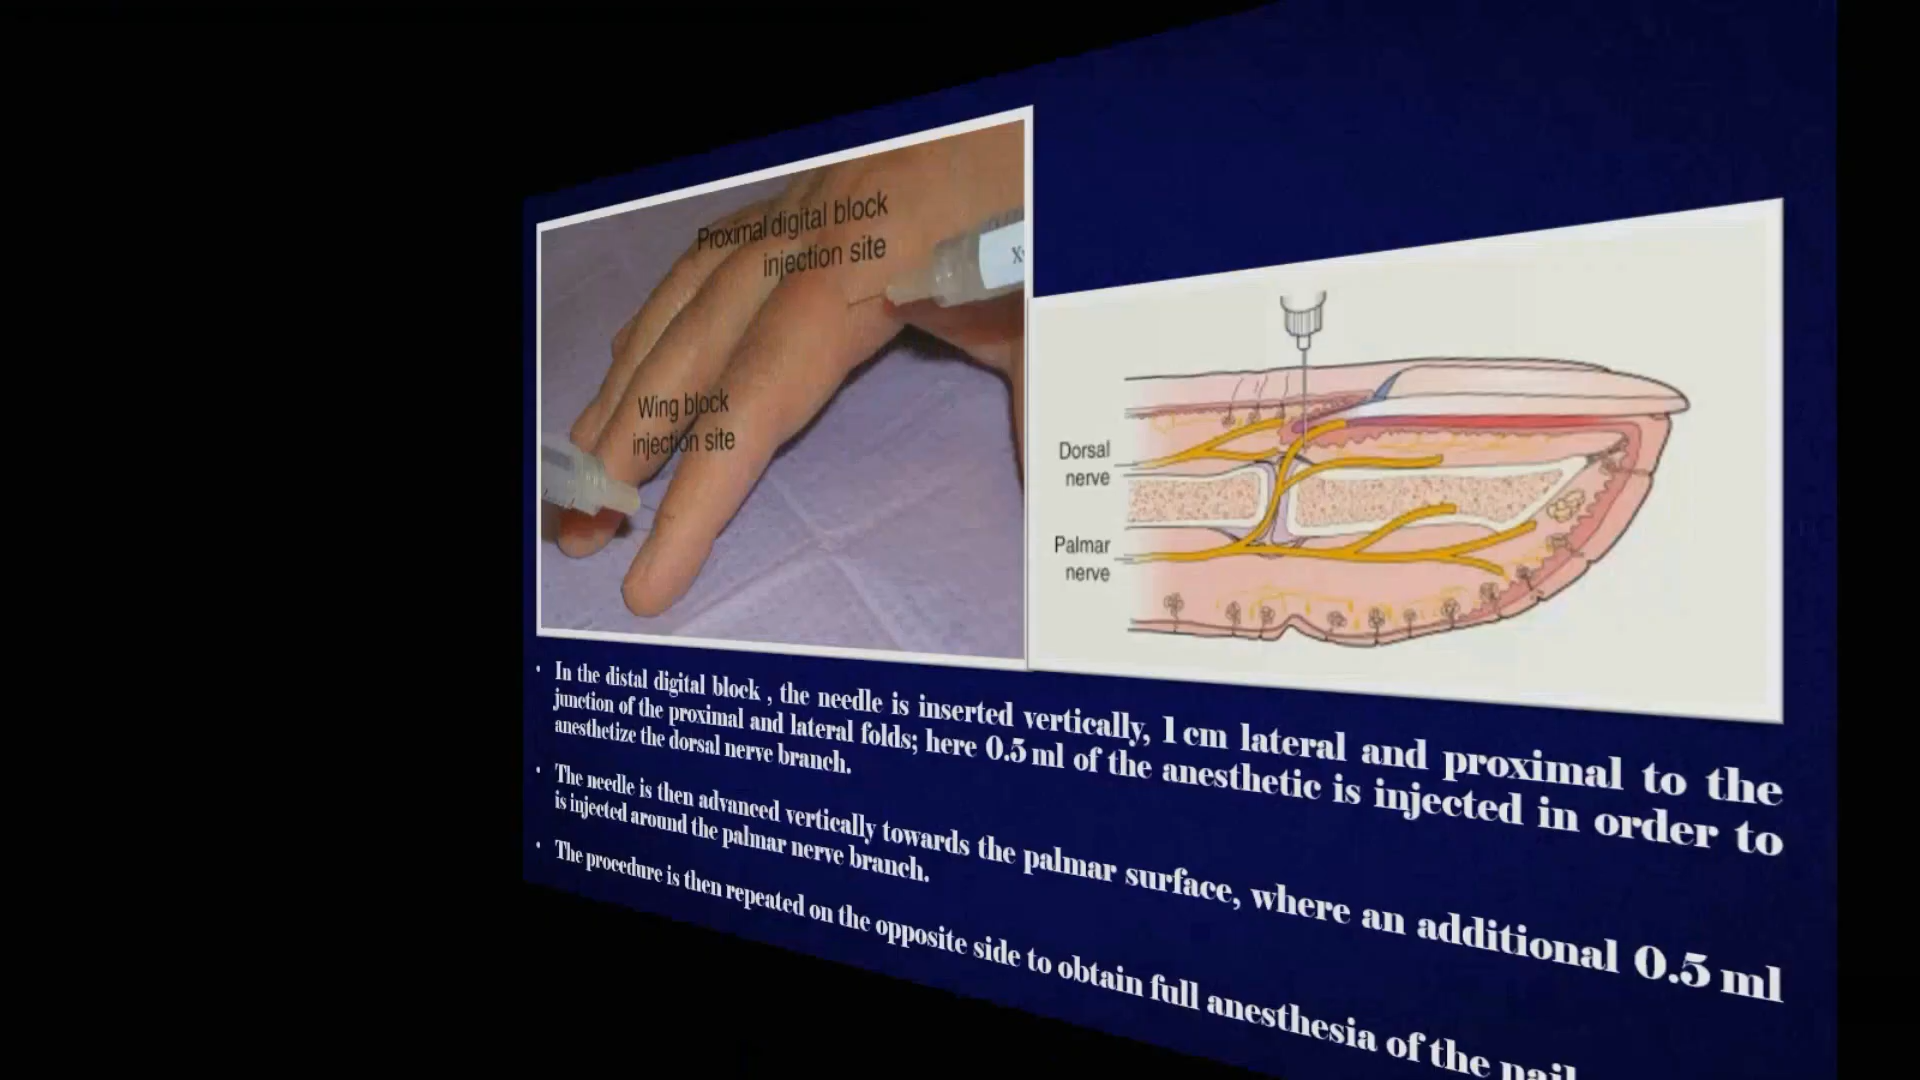 Proximal digital block
injection site
Wing block
injection site
Dorsal
nerve
Palmar
nerve
• In the distal digital block , the needle is inserted vertically, 1 cm lateral and proximal to the
junction of the proximal and lateral folds; here 0.5 ml of the anesthetic is injected in order to
anesthetize the dorsal nerve branch.
• The needle is then advanced vertically towards the palmar surface, where an additional 0.5 ml
is injected around the palmar nerve branch.
• The procedure is then repeated on the opposite side to obtain full anesthesia of the nail